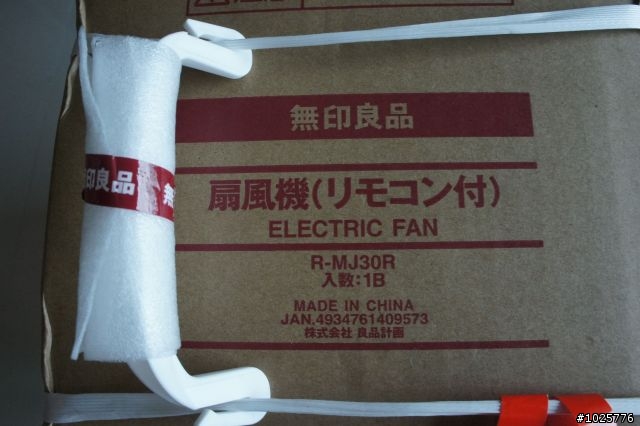 無印良品
印良品 無
扇風機(リモコン付)
ELECTRIC FAN
R-MJ30R
入数:1B
MADE IN CHINA
JAN.4934761409573
株式会社 良品計画
#1025776